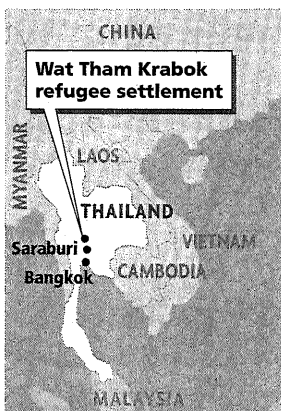 CHINA
Wat Tham Krabok
refugee settlement
MYANMAR
LAOS
THAILAND
Saraburi
VIETNAM
Bangkok
CAMBODIA
MALAYSIA